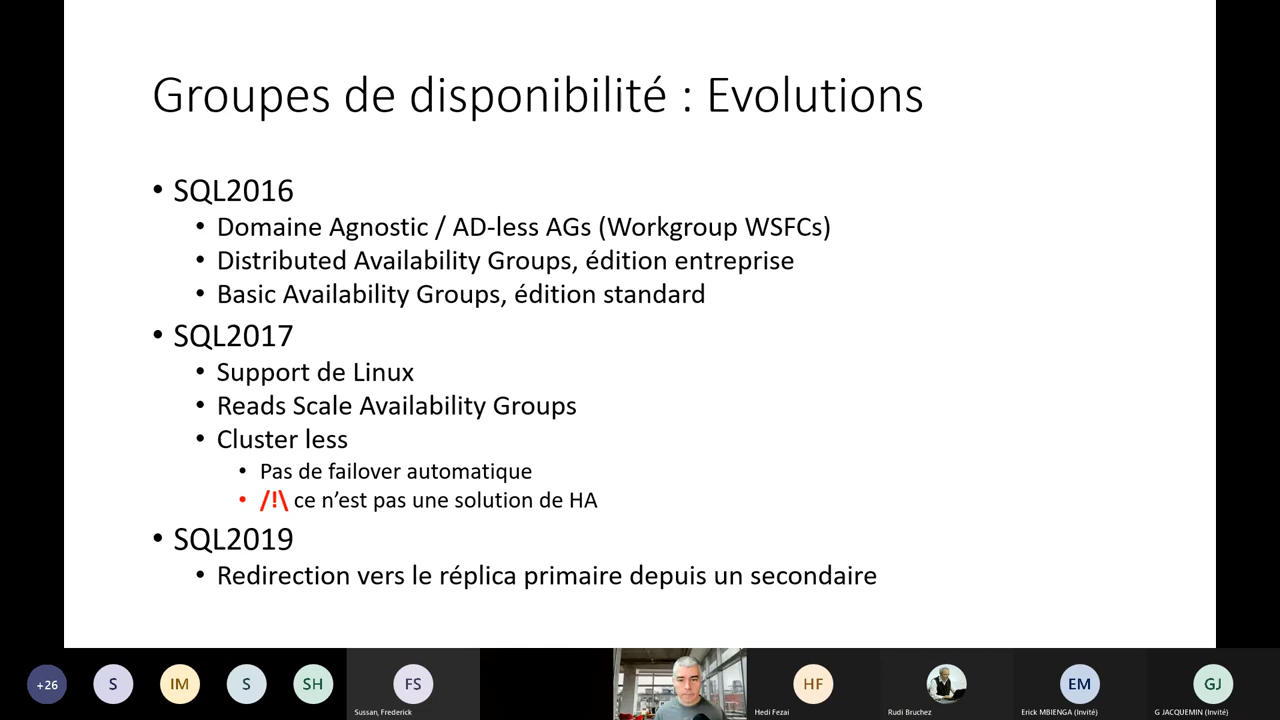 Groupes de disponibilité : Evolutions
• SQL2016
• Domaine Agnostic / AD-less AGs (Workgroup WSFCs)
• Distributed Availability Groups, édition entreprise
• Basic Availability Groups, édition standard
• SQL2017
• Support de Linux
• Reads Scale Availability Groups
• Cluster less
• Pas de failover automatique
• /!\ ce n’est pas une solution de HA
• SQL2019
• Redirection vers le réplica primaire depuis un secondaire
+26
S
IM
S
SH
FS
HF
EM
GJ
Sussan, Frederick
Hedi Fezai
Rudi Bruchez
Erick MBIENGA (Invité)
G JACQUEMIN (Invité)